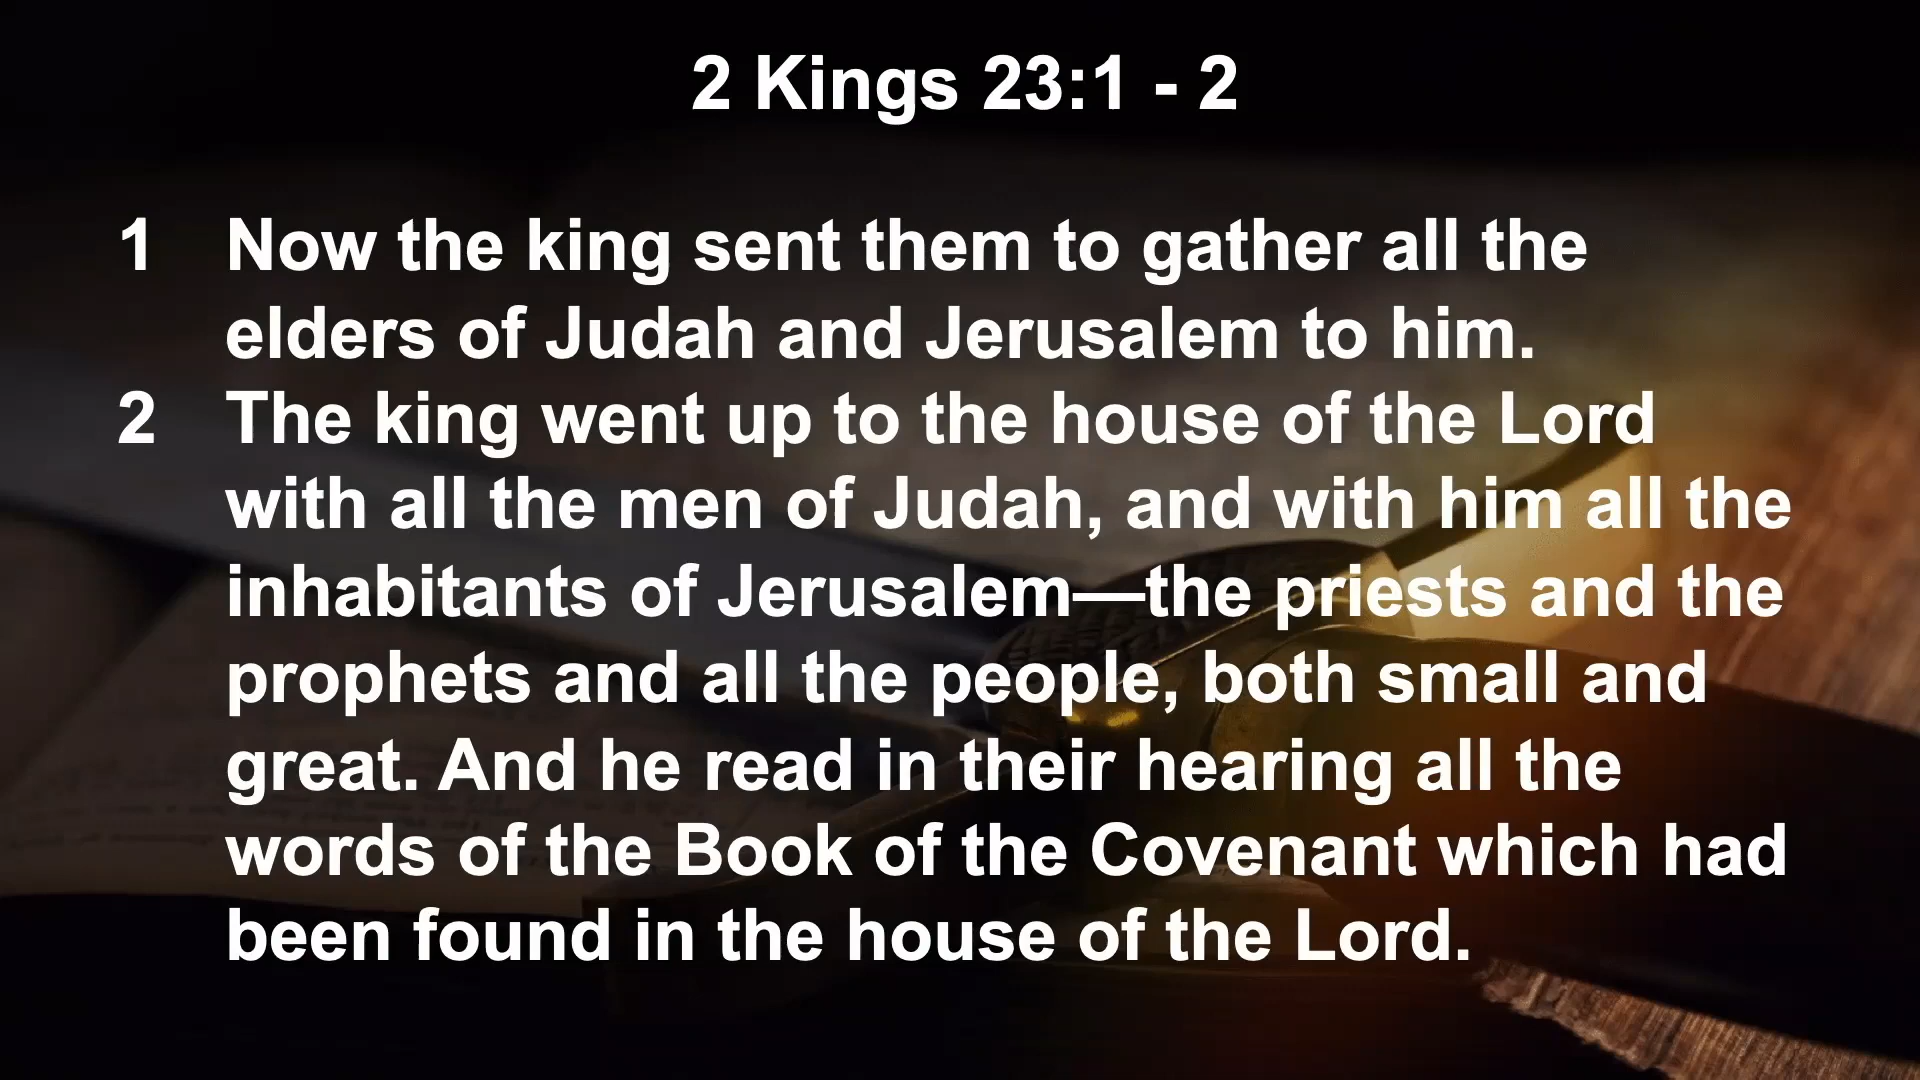 2 Kings 23:1 - 2
1 Now the king sent them to gather all the
elders of Judah and Jerusalem to him.
2 The king went up to the house of the Lord
with all the men of Judah, and with him all the
inhabitants of Jerusalem—the priests and the
prophets and all the people, both small and
great. And he read in their hearing all the
words of the Book of the Covenant which had
been found in the house of the Lord.